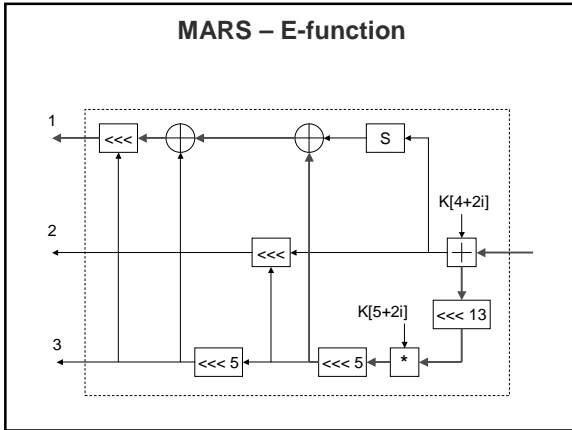 MARS – E-function
1
<<<
S
K[4+2i]
2
<<<
K[5+2i]
<<< 13
3
<<< 5
<<< 5
*